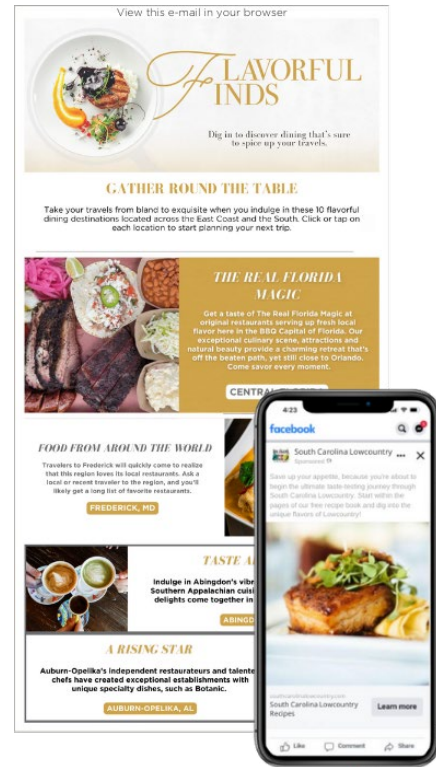 View this e-mail in your browser
FLAVORFUL
FINDS
Dig in to discover dining that's sure
to spice up your travels.
GATHER ROUND THE TABLE
Take your travels from bland to exquisite when you indulge in these 10 flavorful
dining destinations located across the East Coast and the South. Click or tap on
each location to start planning your next trip.
THE REAL FLORIDA
MAGIC
Get a taste of The Real Florida Magic at
original restaurants serving up fresh local
flavor here in the BBQ Capital of Florida. Our
exceptional culinary scene, attractions and
natural beauty provide a charming retreat that's
off the beaten path, yet still close to Orlando.
Come savor every moment.
CENTRAL FLORIDA
FOOD FROM AROUND THE WORLD
Travelers to Frederick will quickly come to realize
that this region loves its local restaurants. Ask a
local or recent traveler to the region, and you'll
likely get a long list of favorite restaurants.
FREDERICK, MD
TASTE
Indulge in Abingdon's
Southern Appalachian
delights come together in
ABINGD
A RISING STAR
Auburn-Opelika's independent restaurateurs and
chefs have created exceptional establishments with
unique specialty dishes, such as Botanic.
AUBURN-OPELIKA, AL
4:23
facebook
South Carolina Lowcountry
Sponsored
Save up your appetite, because you're about to
begin the ultimate taste-testing journey through
South Carolina Lowcountry. Start within the
pages of our free recipe book and dig into the
unique flavors of Lowcountry!
southcarolinalowcountry.com
South Carolina Lowcountry
Recipes
Learn more
Like
Comment
Share